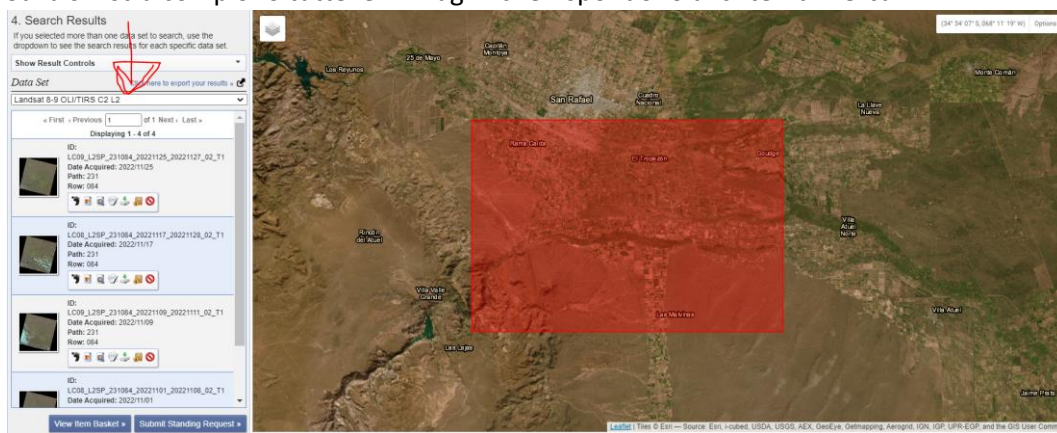 4. Search Results
If you selected more than one data set to search, use the
dropdown to see the search results for each specific data set.
Show Result Controls
Data Set
here to export your results »
Landsat 8-9 OLI/TIRS C2 L2
« First ‹ Previous 1 of 1 Next › Last »
Displaying 1 - 4 of 4
ID:
LC09_L2SP_231084_20221125_20221127_02_T1
Date Acquired: 2022/11/25
Path: 231
Row: 084
ID:
LC08_L2SP_231084_20221117_20221128_02_T1
Date Acquired: 2022/11/17
Path: 231
Row: 084
ID:
LC09_L2SP_231084_20221109_20221111_02_T1
Date Acquired: 2022/11/09
Path: 231
Row: 084
ID:
LC08_L2SP_231084_20221101_20221108_02_T1
Date Acquired: 2022/11/01
View Item Basket »
Submit Standing Request »
(34° 34' 07" S, 068° 11' 19" W)
Options
25 de Mayo
Capitán
Montoya
Los Reyunos
San Rafael
Cuadro
Nacional
Monte Comán
La Llave
Nueva
Rama Caída
El Tropezón
Goudge
Rincón
del Atuel
Villa
Atuel
Norte
Villa Valle
Grande
Las Malvinas
Villa Atuel
Jaime Prats
Leaflet | Tiles © Esri — Source: Esri, i-cubed, USDA, USGS, AEX, GeoEye, Getmapping, Aerogrid, IGN, IGP, UPR-EGP, and the GIS User Comm